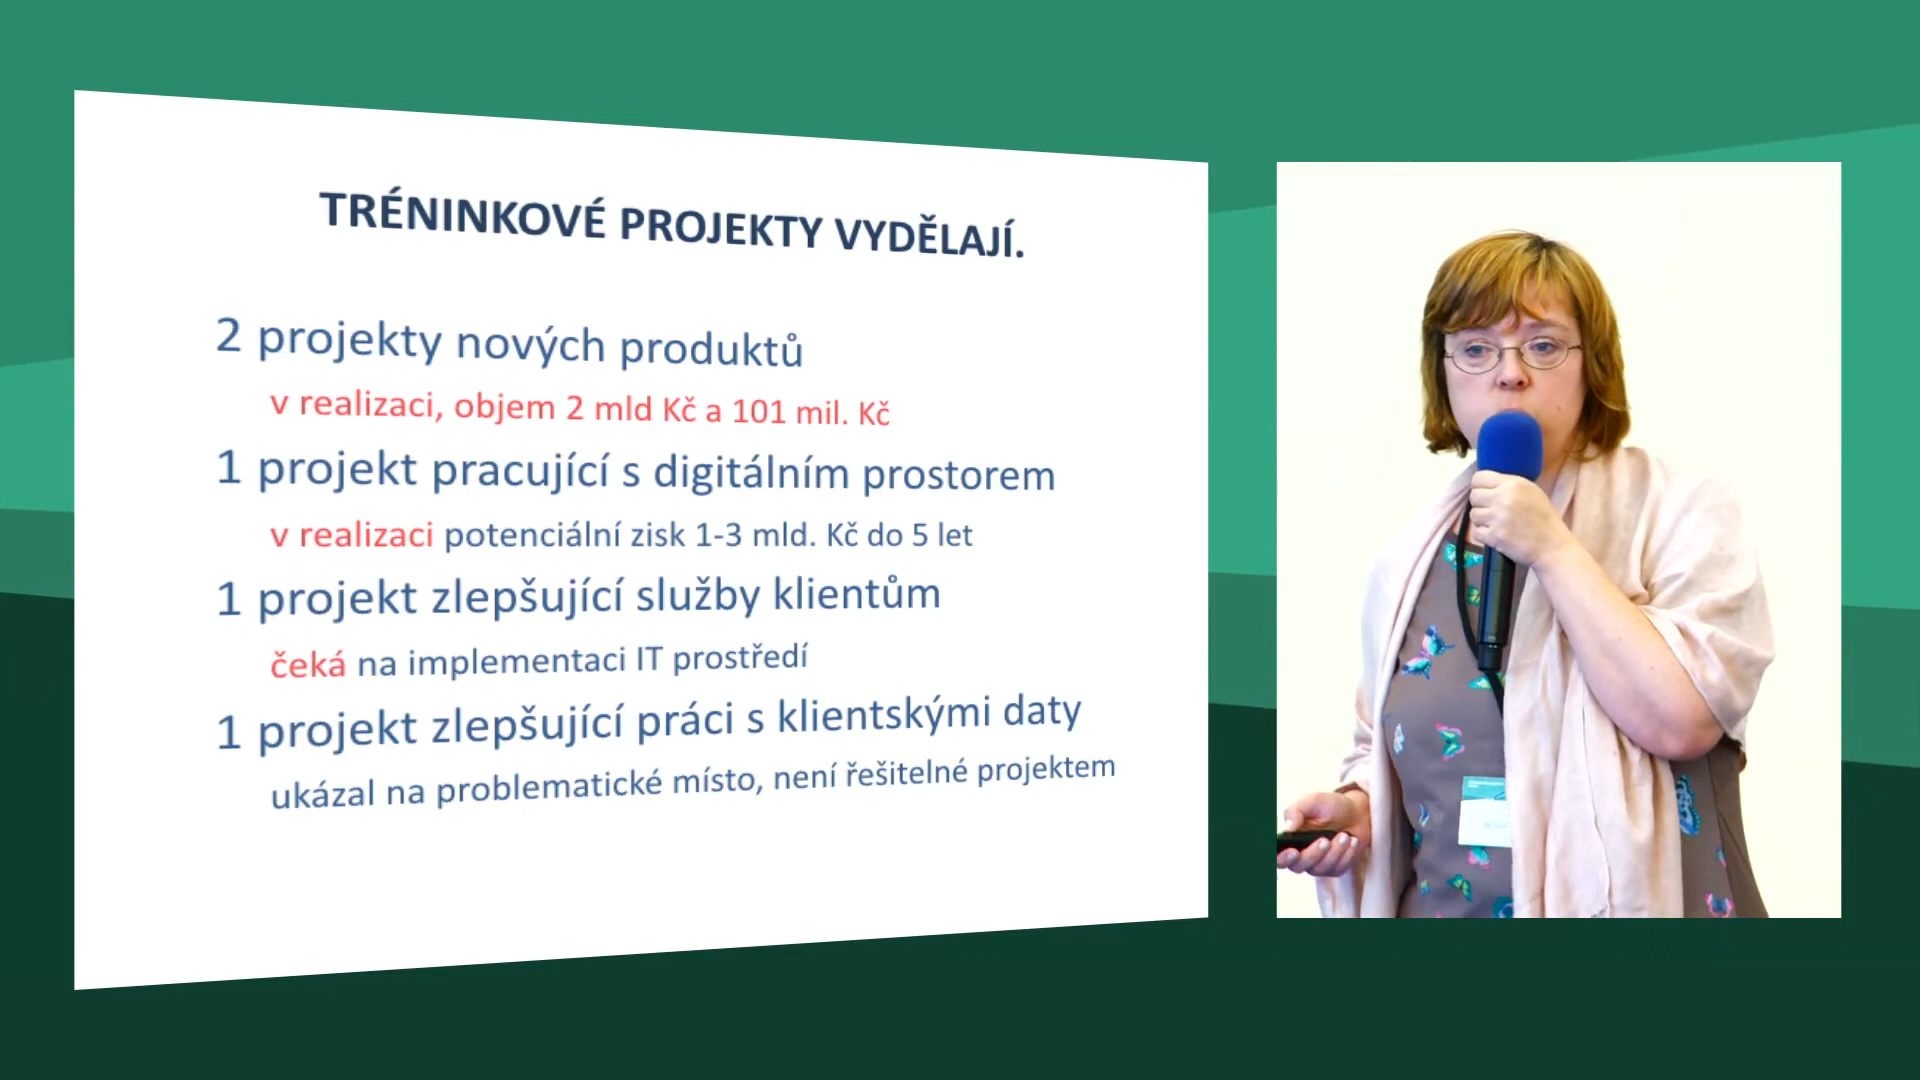 TRÉNINKOVÉ PROJEKTY VYDĚLAJÍ.
2 projekty nových produktů
v realizaci, objem 2 mld Kč a 101 mil. Kč
1 projekt pracující s digitálním prostorem
v realizaci potenciální zisk 1-3 mld. Kč do 5 let
1 projekt zlepšující služby klientům
čeká na implementaci IT prostředí
1 projekt zlepšující práci s klientskými daty
ukázal na problematické místo, není řešitelné projektem